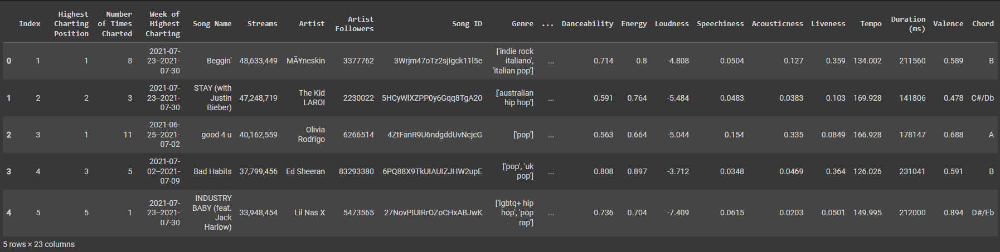 Index Highest Charting Position Number of Times Charted Week of Highest Charting Song Name Streams Artist Artist Followers Song ID Genre ... Danceability Energy Loudness Speechiness Acousticness Liveness Tempo Duration (ms) Valence Chord
0 1 1 8 2021-07-23--2021-07-30 Beggin' 48,633,449 MÃ¥neskin 3377762 3Wrjm47oTz2sjIgck11l5e ['indie rock italiano', 'italian pop'] ... 0.714 0.8 -4.808 0.0504 0.127 0.359 134.002 211560 0.589 B
1 2 2 3 2021-07-23--2021-07-30 STAY (with Justin Bieber) 47,248,719 The Kid LAROI 2230022 5HCyWlXZPP0y6Gqq8TgA20 ['australian hip hop'] ... 0.591 0.764 -5.484 0.0483 0.0383 0.103 169.928 141806 0.478 C#/Db
2 3 1 11 2021-06-25--2021-07-02 good 4 u 40,162,559 Olivia Rodrigo 6266514 4ZtFanR9U6ndgddUvNcjcG ['pop'] ... 0.563 0.664 -5.044 0.154 0.335 0.0849 166.928 178147 0.688 A
3 4 3 5 2021-07-02--2021-07-09 Bad Habits 37,799,456 Ed Sheeran 83293380 6PQ88X9TkUIAUIZJHW2upE ['pop', 'uk pop'] ... 0.808 0.897 -3.712 0.0348 0.0469 0.364 126.026 231041 0.591 B
4 5 5 1 2021-07-23--2021-07-30 INDUSTRY BABY (feat. Jack Harlow) 33,948,454 Lil Nas X 5473565 27NovPIUIRrOZoCHxABJwK ['lgbtq+ hip hop', 'pop rap'] ... 0.736 0.704 -7.409 0.0615 0.0203 0.0501 149.995 212000 0.894 D#/Eb
5 rows × 23 columns